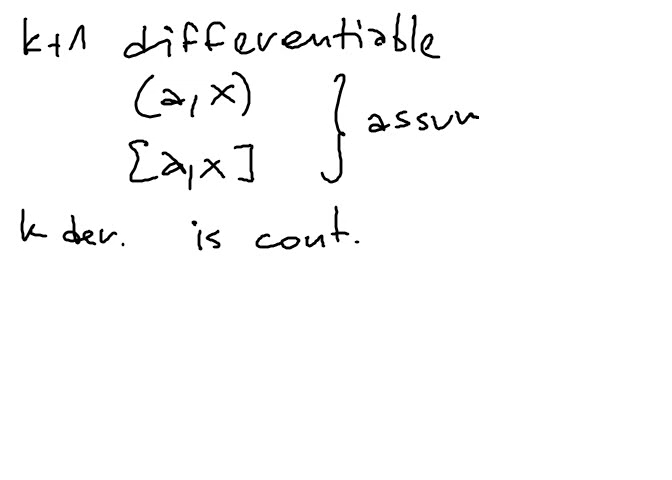 k+1 differentiable
(a,x) } assum
[a,x]
k der. is cont.